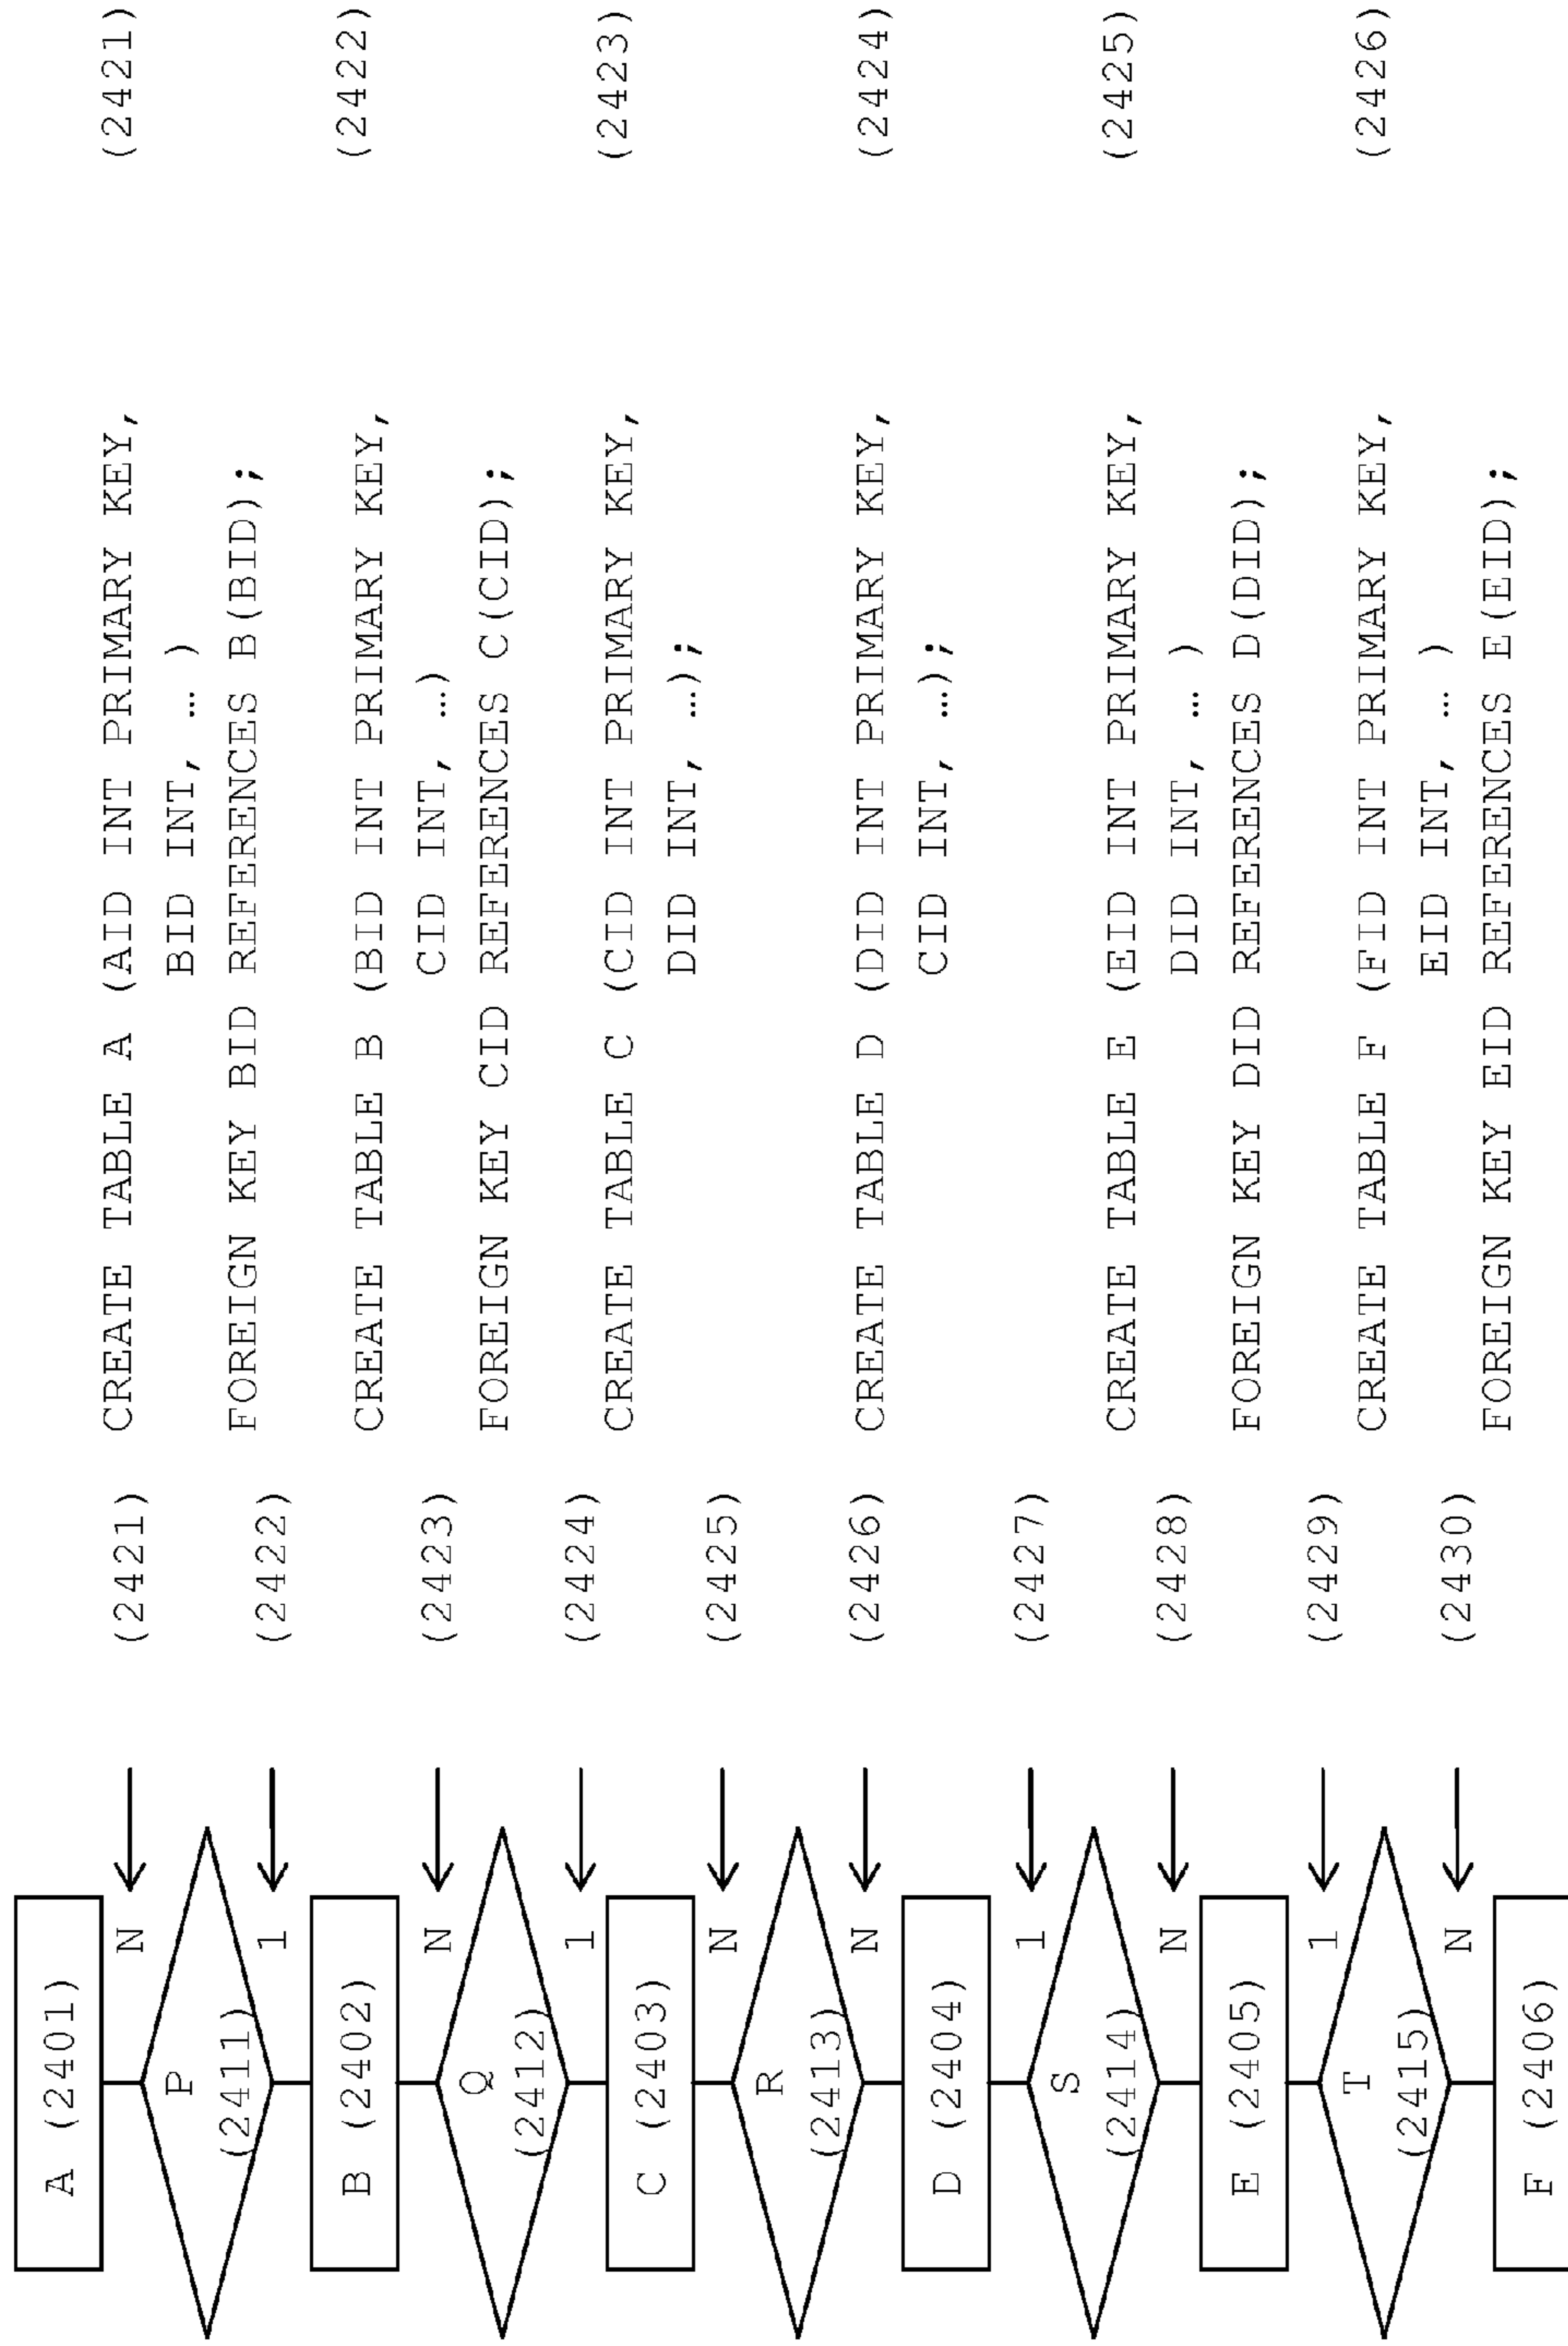 A (2401)
N (2421)
P
(2411)
1 (2422)
B (2402)
N (2423)
Q
(2412)
1 (2424)
C (2403)
N (2425)
R
(2413)
N (2426)
D (2404)
1 (2427)
S
(2414)
N (2428)
E (2405)
1 (2429)
T
(2415)
N (2430)
F (2406)
CREATE TABLE A (AID INT PRIMARY KEY, (2421)
BID INT, … )
FOREIGN KEY BID REFERENCES B(BID);
CREATE TABLE B (BID INT PRIMARY KEY, (2422)
CID INT, …)
FOREIGN KEY CID REFERENCES C(CID);
CREATE TABLE C (CID INT PRIMARY KEY, (2423)
DID INT, …);
CREATE TABLE D (DID INT PRIMARY KEY, (2424)
CID INT, …);
CREATE TABLE E (EID INT PRIMARY KEY, (2425)
DID INT, … )
FOREIGN KEY DID REFERENCES D(DID);
CREATE TABLE F (FID INT PRIMARY KEY, (2426)
EID INT, … )
FOREIGN KEY EID REFERENCES E(EID);